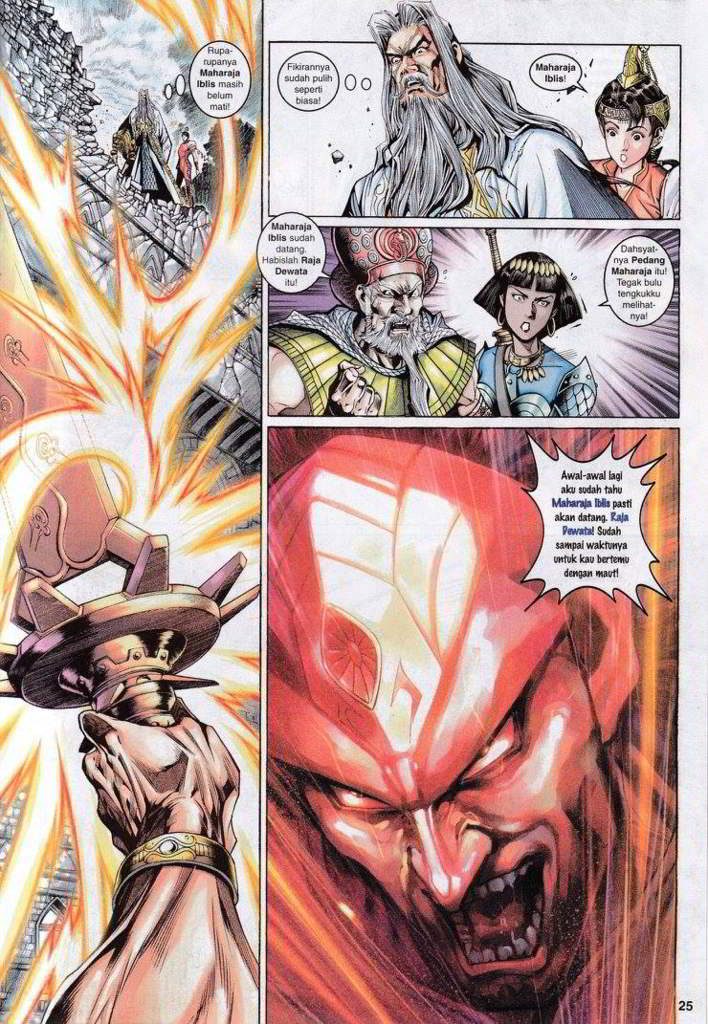 Rupa-
rupanya
Maharaja
Iblis masih
belum
mati!
Fikirannya
sudah pulih
seperti
biasa!
Maharaja
Iblis!
Maharaja
Iblis sudah
datang.
Habislah Raja
Dewata
itu!
Dahsyat-
nya Pedang
Maharaja itu!
Tegak bulu
tengkukku
melihat-
nya!
Awal-awal lagi
aku sudah tahu
Maharaja Iblis pasti
akan datang. Raja
Dewata! Sudah
sampai waktunya
untuk kau bertemu
dengan maut!
25